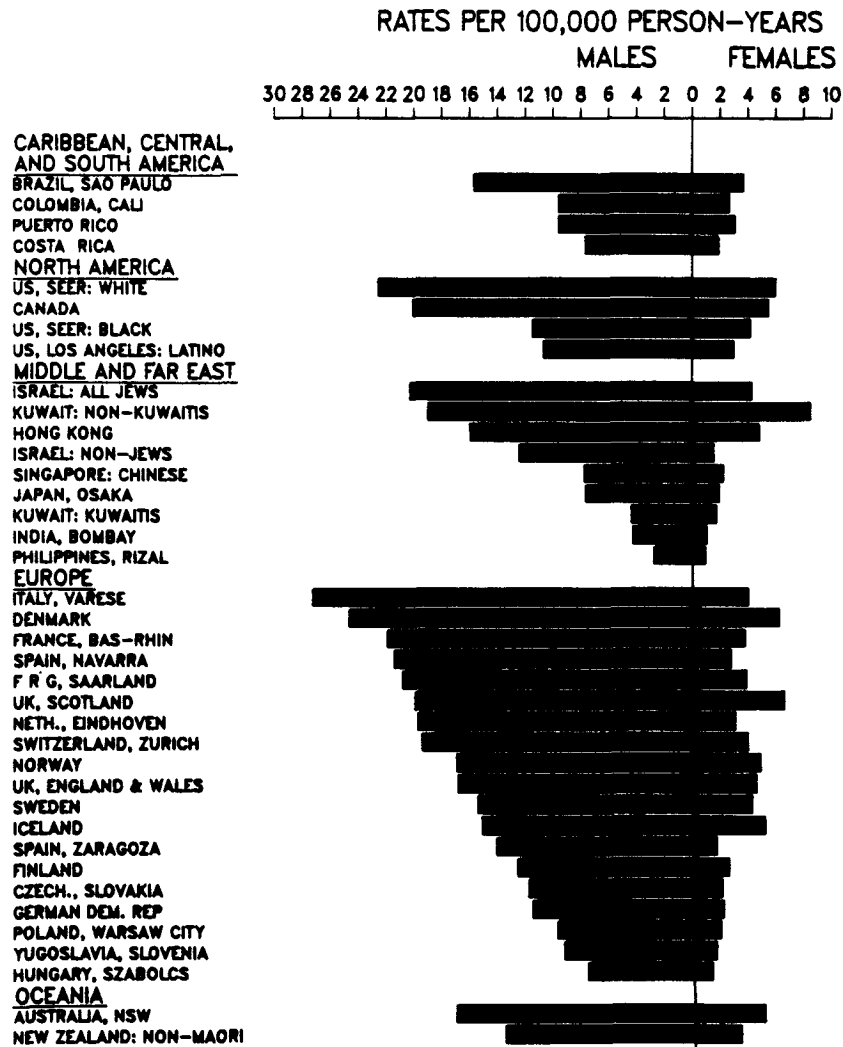 RATES PER 100,000 PERSON-YEARS
MALES FEMALES
30 28 26 24 22 20 18 16 14 12 10 8 6 4 2 0 2 4 6 8 10
CARIBBEAN, CENTRAL,
AND SOUTH AMERICA
BRAZIL, SAO PAULO
COLOMBIA, CALI
PUERTO RICO
COSTA RICA
NORTH AMERICA
US, SEER: WHITE
CANADA
US, SEER: BLACK
US, LOS ANGELES: LATINO
MIDDLE AND FAR EAST
ISRAEL: ALL JEWS
KUWAIT: NON-KUWAITIS
HONG KONG
ISRAEL: NON-JEWS
SINGAPORE: CHINESE
JAPAN, OSAKA
KUWAIT: KUWAITIS
INDIA, BOMBAY
PHILIPPINES, RIZAL
EUROPE
ITALY, VARESE
DENMARK
FRANCE, BAS-RHIN
SPAIN, NAVARRA
F R G, SAARLAND
UK, SCOTLAND
NETH., EINDHOVEN
SWITZERLAND, ZURICH
NORWAY
UK, ENGLAND & WALES
SWEDEN
ICELAND
SPAIN, ZARAGOZA
FINLAND
CZECH., SLOVAKIA
GERMAN DEM. REP
POLAND, WARSAW CITY
YUGOSLAVIA, SLOVENIA
HUNGARY, SZABOLCS
OCEANIA
AUSTRALIA, NSW
NEW ZEALAND: NON-MAORI